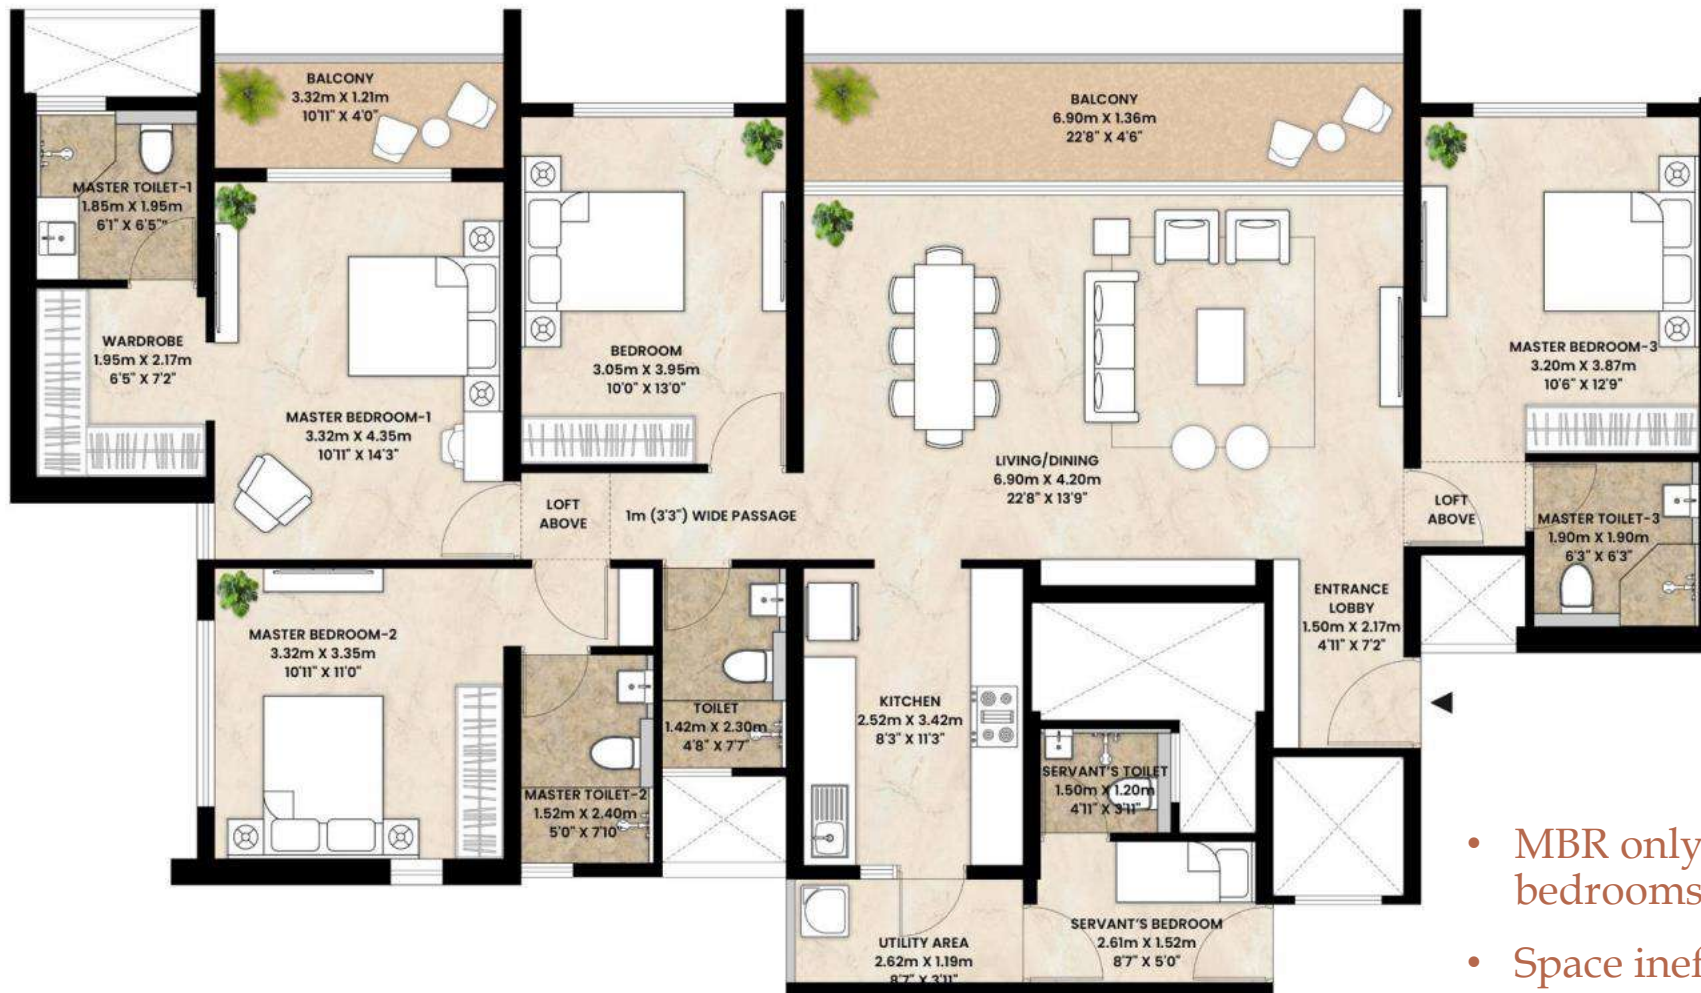 BALCONY
3.32m X 1.21m
10'11" X 4'0"
BALCONY
6.90m X 1.36m
22'8" X 4'6"
MASTER TOILET-1
1.85m X 1.95m
6'1" X 6'5"
WARDROBE
1.95m X 2.17m
6'5" X 7'2"
MASTER BEDROOM-1
3.32m X 4.35m
10'11" X 14'3"
BEDROOM
3.05m X 3.95m
10'0" X 13'0"
MASTER BEDROOM-3
3.20m X 3.87m
10'6" X 12'9"
LIVING/DINING
6.90m X 4.20m
22'8" X 13'9"
LOFT
ABOVE
1m (3'3") WIDE PASSAGE
LOFT
ABOVE
MASTER TOILET-3
1.90m X 1.90m
6'3" X 6'3"
ENTRANCE
LOBBY
1.50m X 2.17m
4'11" X 7'2"
MASTER BEDROOM-2
3.32m X 3.35m
10'11" X 11'0"
TOILET
1.42m X 2.30m
4'8" X 7'7"
KITCHEN
2.52m X 3.42m
8'3" X 11'3"
MASTER TOILET-2
1.52m X 2.40m
5'0" X 7'10"
SERVANT'S TOILET
1.50m X 1.20m
4'11" X 3'11"
SERVANT'S BEDROOM
2.61m X 1.52m
8'7" X 5'0"
UTILITY AREA
2.62m X 1.19m
8'7" X 3'11"
• MBR only
bedrooms
• Space inef